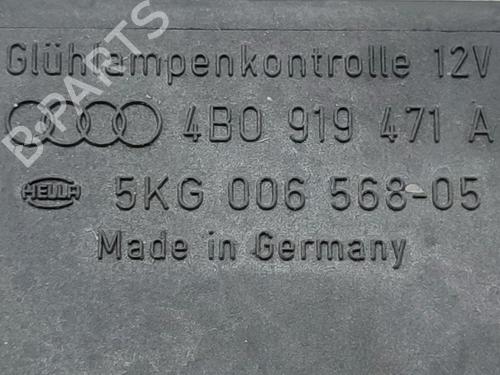 Glühlampenkontrolle 12V
4B0 919 471 A
HELLA 5KG 006 568-05
Made in Germany
B-PARTS